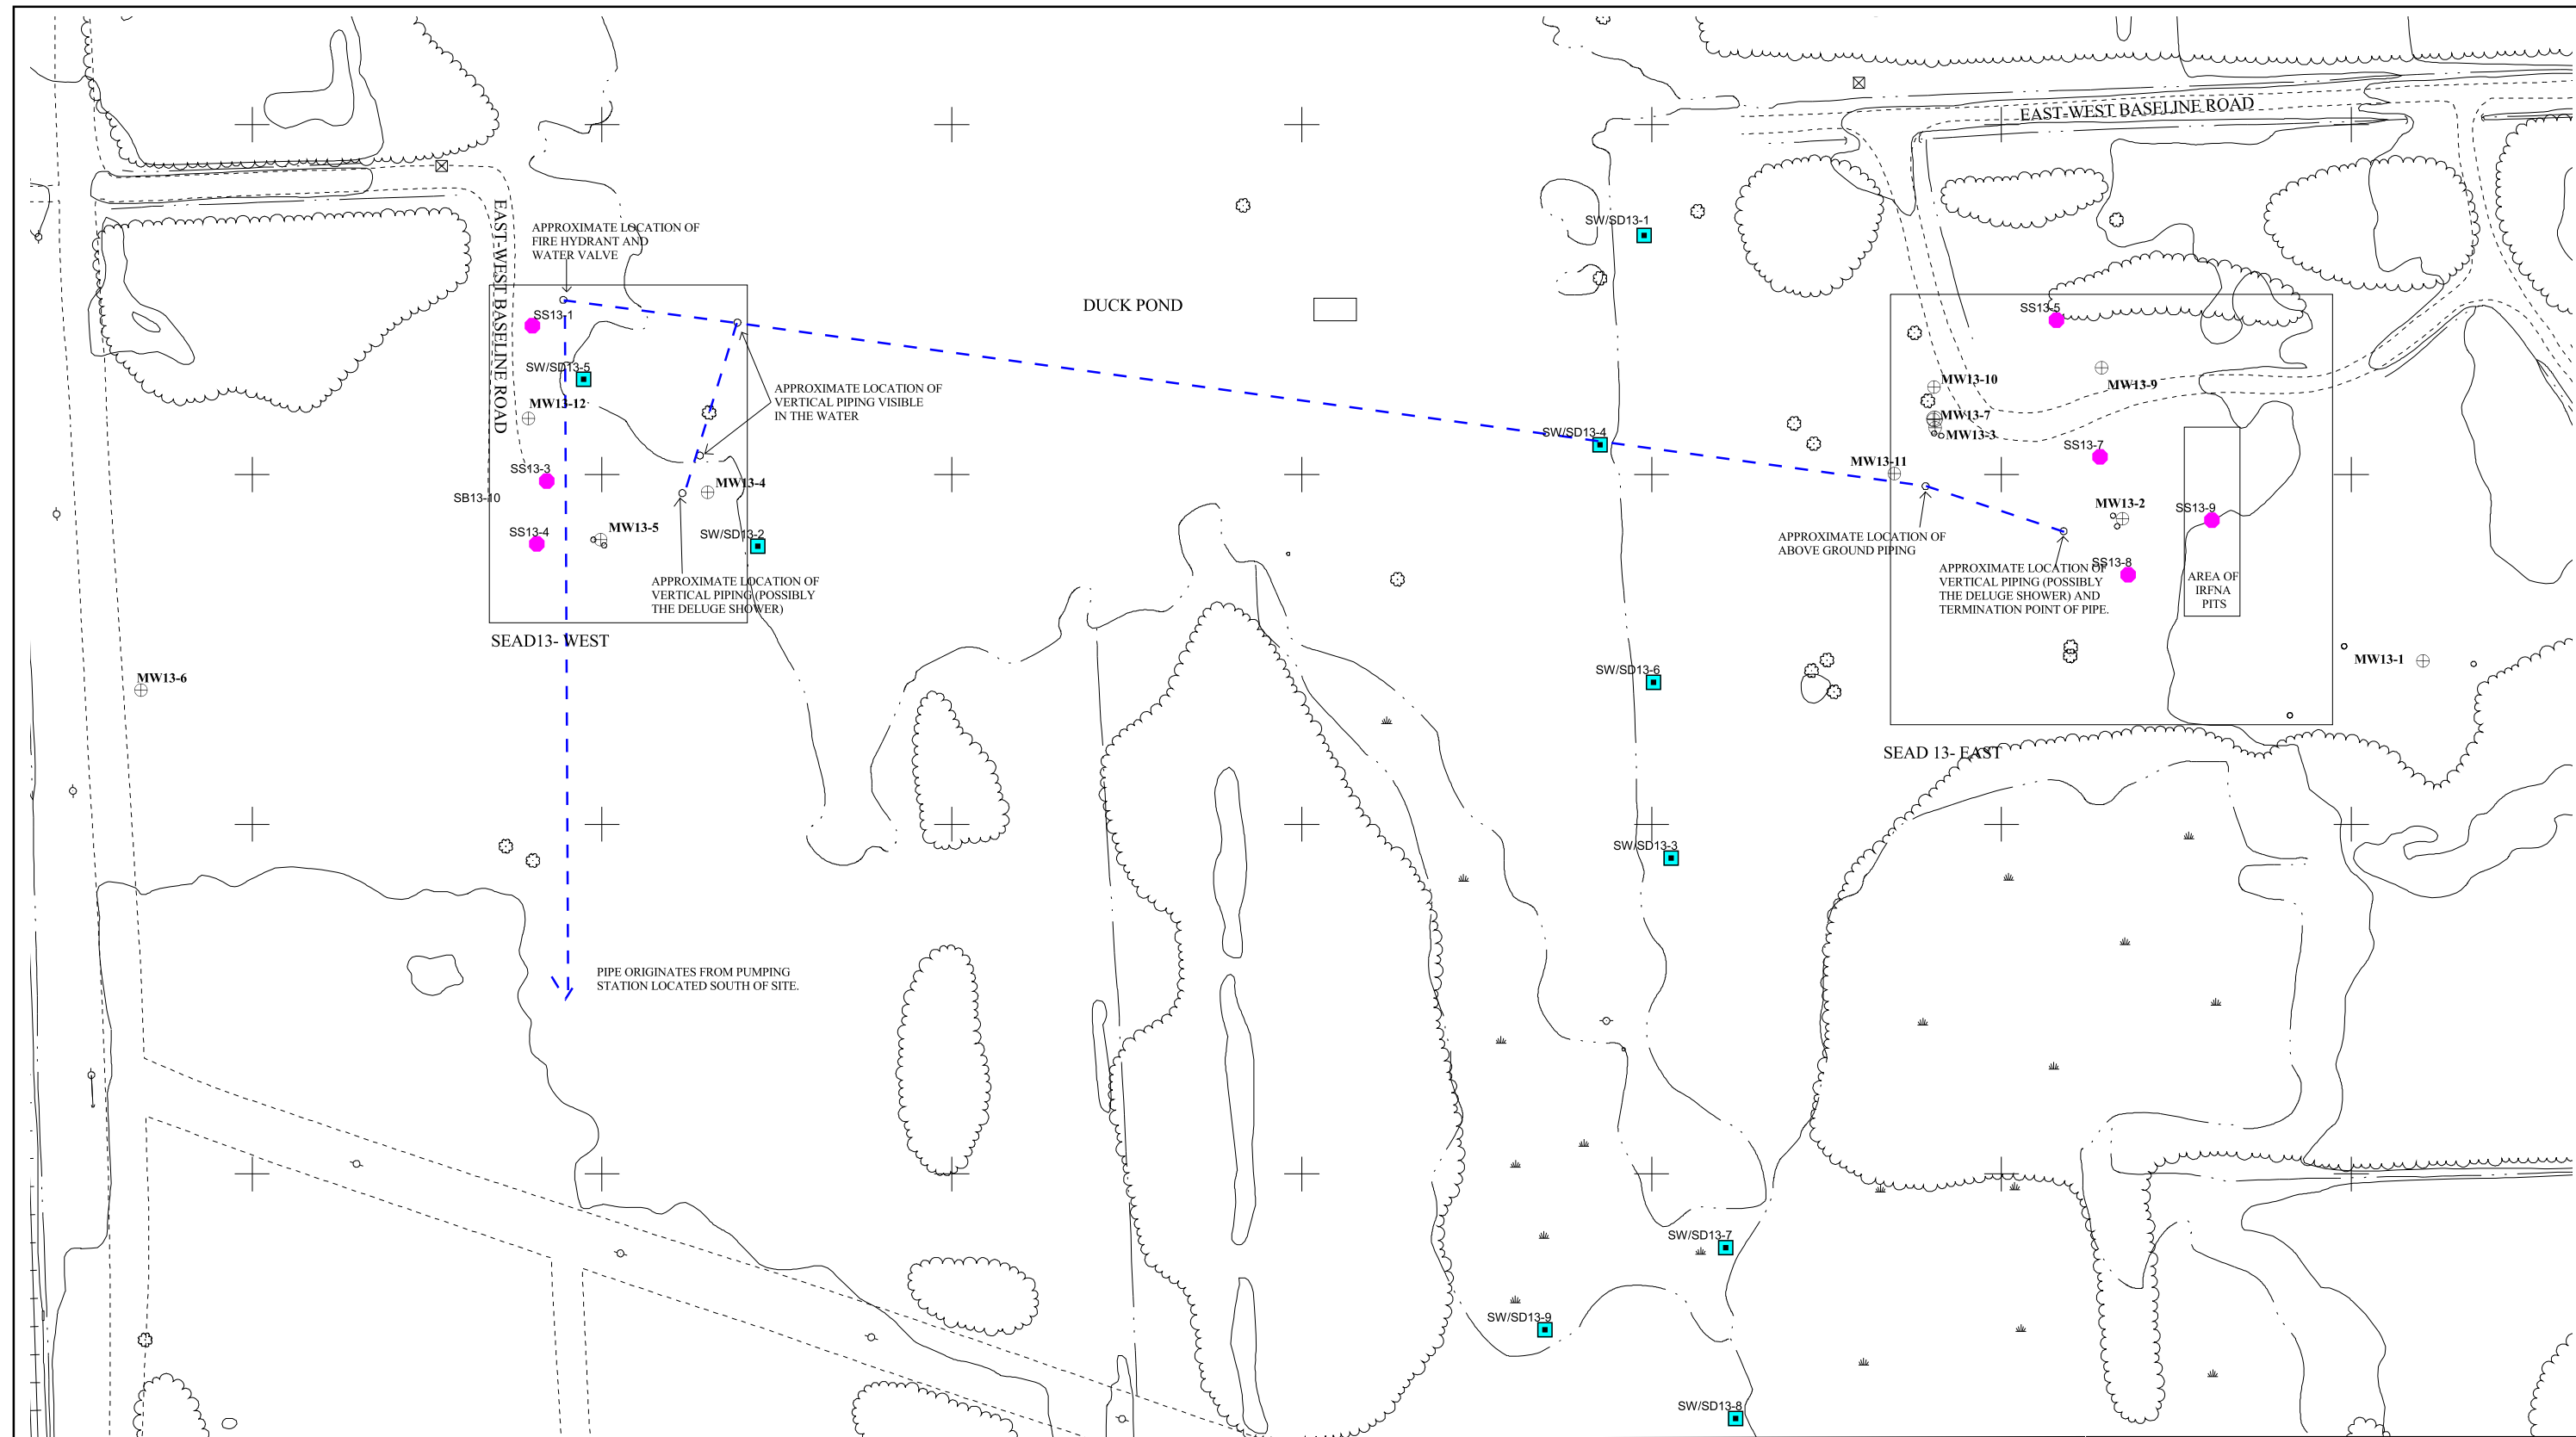 EAST-WEST BASELINE ROAD
EAST-WEST BASELINE ROAD
APPROXIMATE LOCATION OF
FIRE HYDRANT AND
WATER VALVE
SW/SD13-1
DUCK POND
SS13-1
SS13-5
SW/SD13-5
APPROXIMATE LOCATION OF
VERTICAL PIPING VISIBLE
IN THE WATER
MW13-10
MW13-9
MW13-12
MW13-7
SW/SD13-4
MW13-3
SS13-7
MW13-11
SS13-3
SB13-10
MW13-4
MW13-2
SS13-9
MW13-5
SS13-4
SW/SD13-2
APPROXIMATE LOCATION OF
ABOVE GROUND PIPING
SS13-8
APPROXIMATE LOCATION OF
VERTICAL PIPING (POSSIBLY
THE DELUGE SHOWER) AND
TERMINATION POINT OF PIPE.
AREA OF
IRFNA
PITS
APPROXIMATE LOCATION OF
VERTICAL PIPING (POSSIBLY
THE DELUGE SHOWER)
SEAD13- WEST
MW13-1
SW/SD13-6
MW13-6
SEAD 13- EAST
SW/SD13-3
PIPE ORIGINATES FROM PUMPING
STATION LOCATED SOUTH OF SITE.
SW/SD13-7
SW/SD13-9
SW/SD13-8